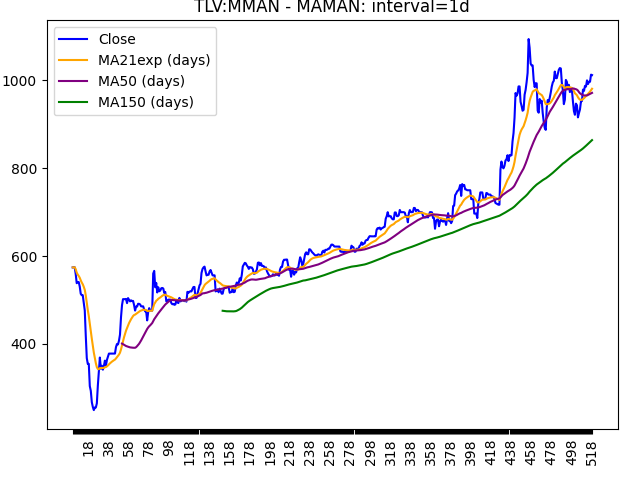 TLV:MMAN - MAMAN: interval=1d
Close
MA21exp (days)
MA50 (days)
MA150 (days)
1000
800
600
400
18 38 58 78 98 118 138 158 178 198 218 238 258 278 298 318 338 358 378 398 418 438 458 478 498 518